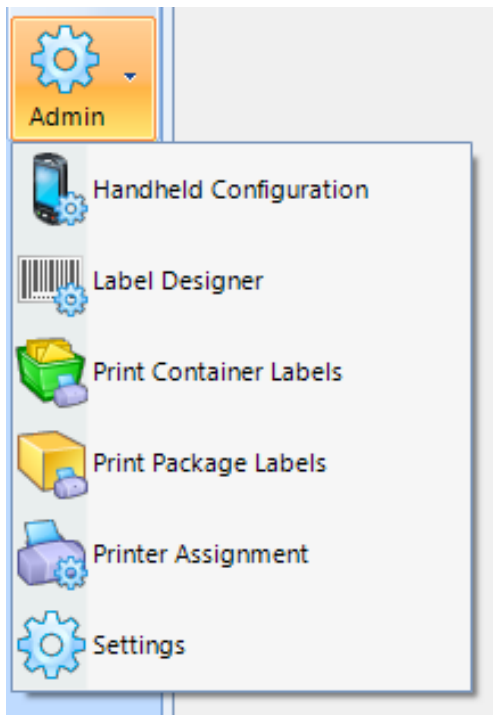 Admin
Handheld Configuration
Label Designer
Print Container Labels
Print Package Labels
Printer Assignment
Settings